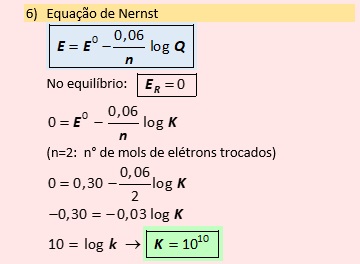 6) Equação de Nernst
E = E⁰ − 0,06/n log Q
No equilíbrio: E_R = 0
0 = E⁰ − 0,06/n log K
(n=2: n° de mols de elétrons trocados)
0 = 0,30 − 0,06/2 log K
−0,30 = −0,03 log K
10 = log k → K = 10¹⁰